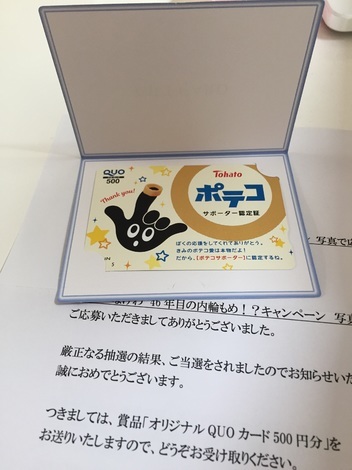 QUO
500
Thank you!
Tohato
ポテコ
サポーター認定証
ぼくの応援をしてくれてありがとう。
きみのポテコ愛は本物だよ!
だから、【ポテコサポーター】に認定するね。
写真で応
46年目の内輪もめ!?キャンペーン 写真
ご応募いただきましてありがとうございました。
厳正なる抽選の結果、ご当選をされましたのでお知らせいた
誠におめでとうございます。
つきましては、賞品「オリジナルQUOカード500円分」を
お送りいたしますので、どうぞお受け取りください。